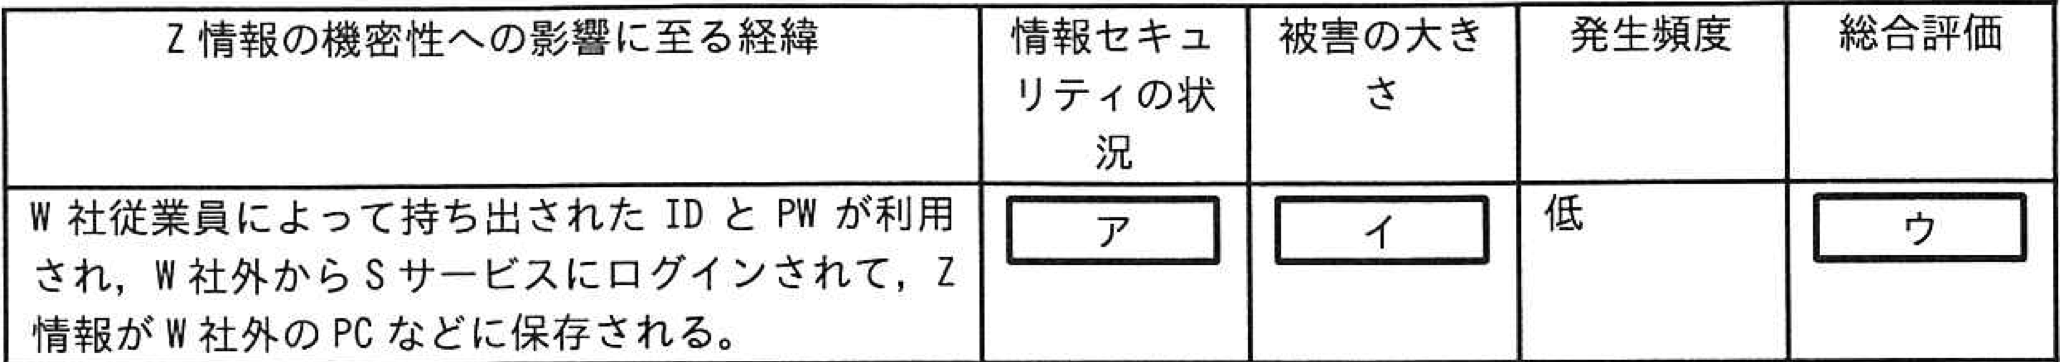 Z 情報の機密性への影響に至る経緯
情報セキュ
リティの状
況
被害の大き
さ
発生頻度
総合評価
W 社従業員によって持ち出された ID と PW が利用
され，W 社外から S サービスにログインされて，Z
情報が W 社外の PC などに保存される。
ア
イ
低
ウ